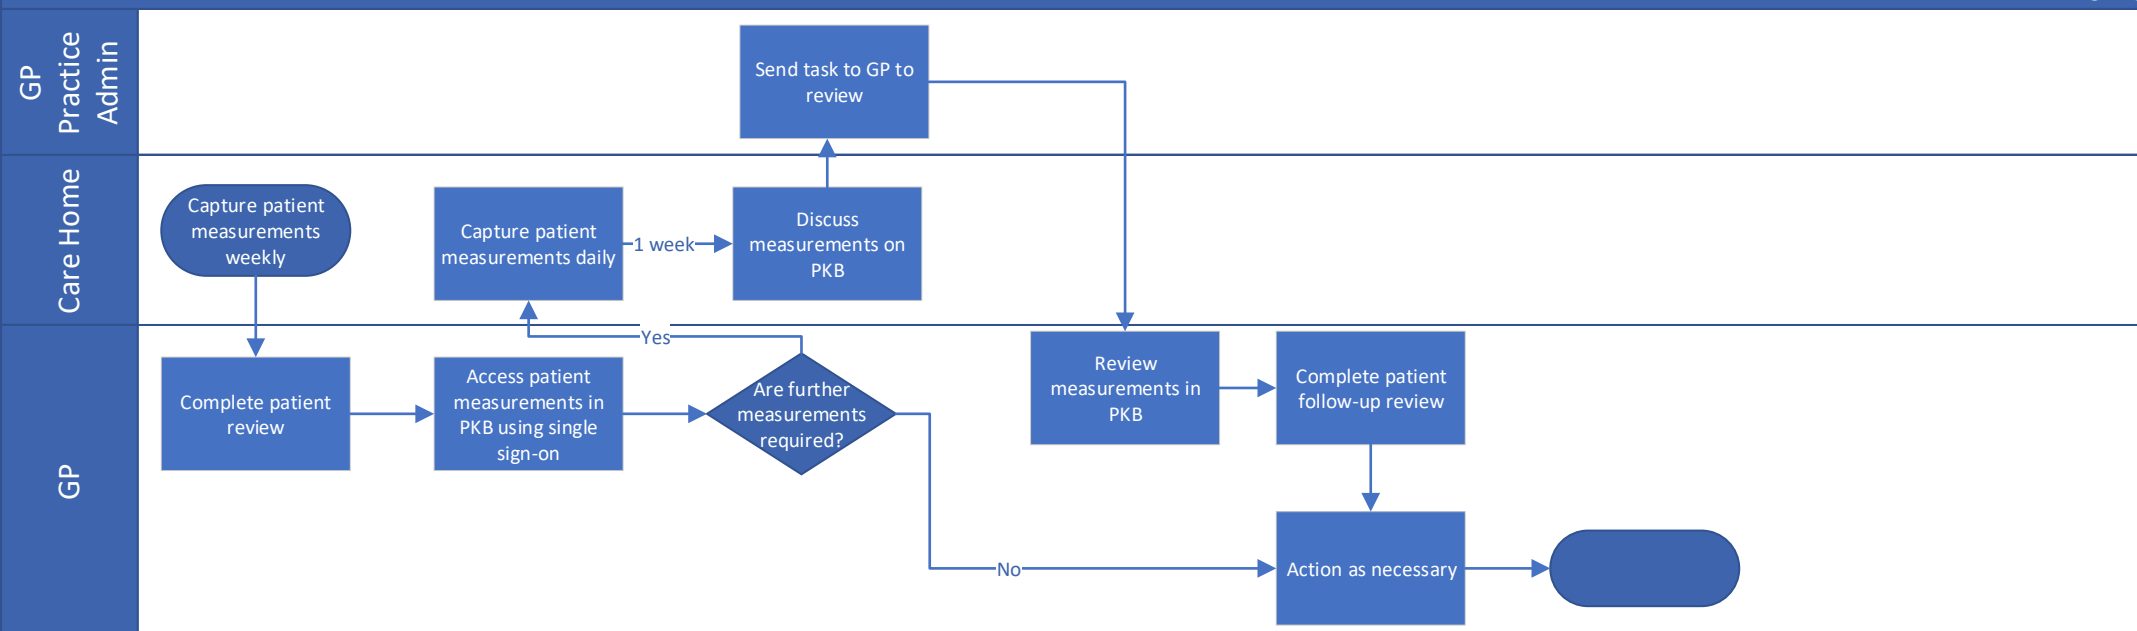 GP
Practice
Admin
Send task to GP to
review
Care Home
Capture patient
measurements
weekly
Capture patient
measurements daily
1 week
Discuss
measurements on
PKB
GP
Yes
Complete patient
review
Access patient
measurements in
PKB using single
sign-on
Are further
measurements
required?
Review
measurements in
PKB
Complete patient
follow-up review
No
Action as necessary